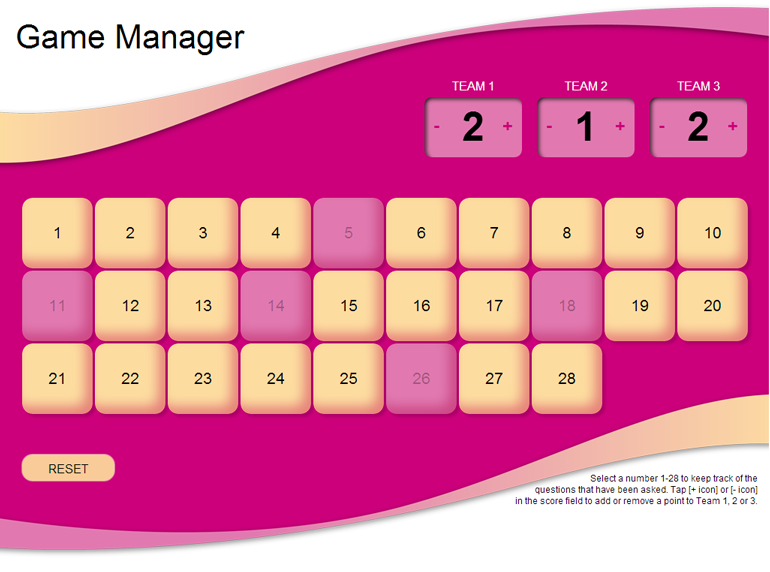 Game Manager
TEAM 1 TEAM 2 TEAM 3
- 2 + - 1 + - 2 +
1 2 3 4 5 6 7 8 9 10
11 12 13 14 15 16 17 18 19 20
21 22 23 24 25 26 27 28
RESET
Select a number 1-28 to keep track of the
questions that have been asked. Tap [+ icon] or [- icon]
in the score field to add or remove a point to Team 1, 2 or 3.